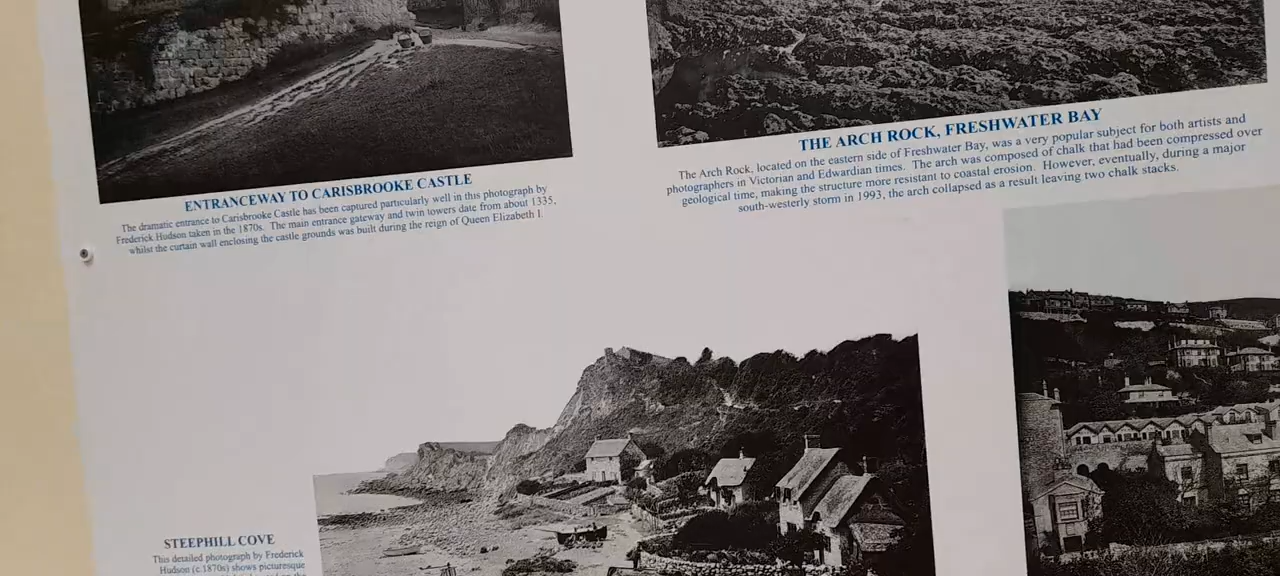 ENTRANCEWAY TO CARISBROOKE CASTLE
The dramatic entrance to Carisbrooke Castle has been captured particularly well in this photograph by
Frederick Hudson taken in the 1870s. The main entrance gateway and twin towers date from about 1335,
whilst the curtain wall enclosing the castle grounds was built during the reign of Queen Elizabeth I.
THE ARCH ROCK, FRESHWATER BAY
The Arch Rock, located on the eastern side of Freshwater Bay, was a very popular subject for both artists and
photographers in Victorian and Edwardian times. The arch was composed of chalk that had been compressed over
geological time, making the structure more resistant to coastal erosion. However, eventually, during a major
south-westerly storm in 1993, the arch collapsed as a result leaving two chalk stacks.
STEEPHILL COVE
This detailed photograph by Frederick
Hudson (c.1870s) shows picturesque